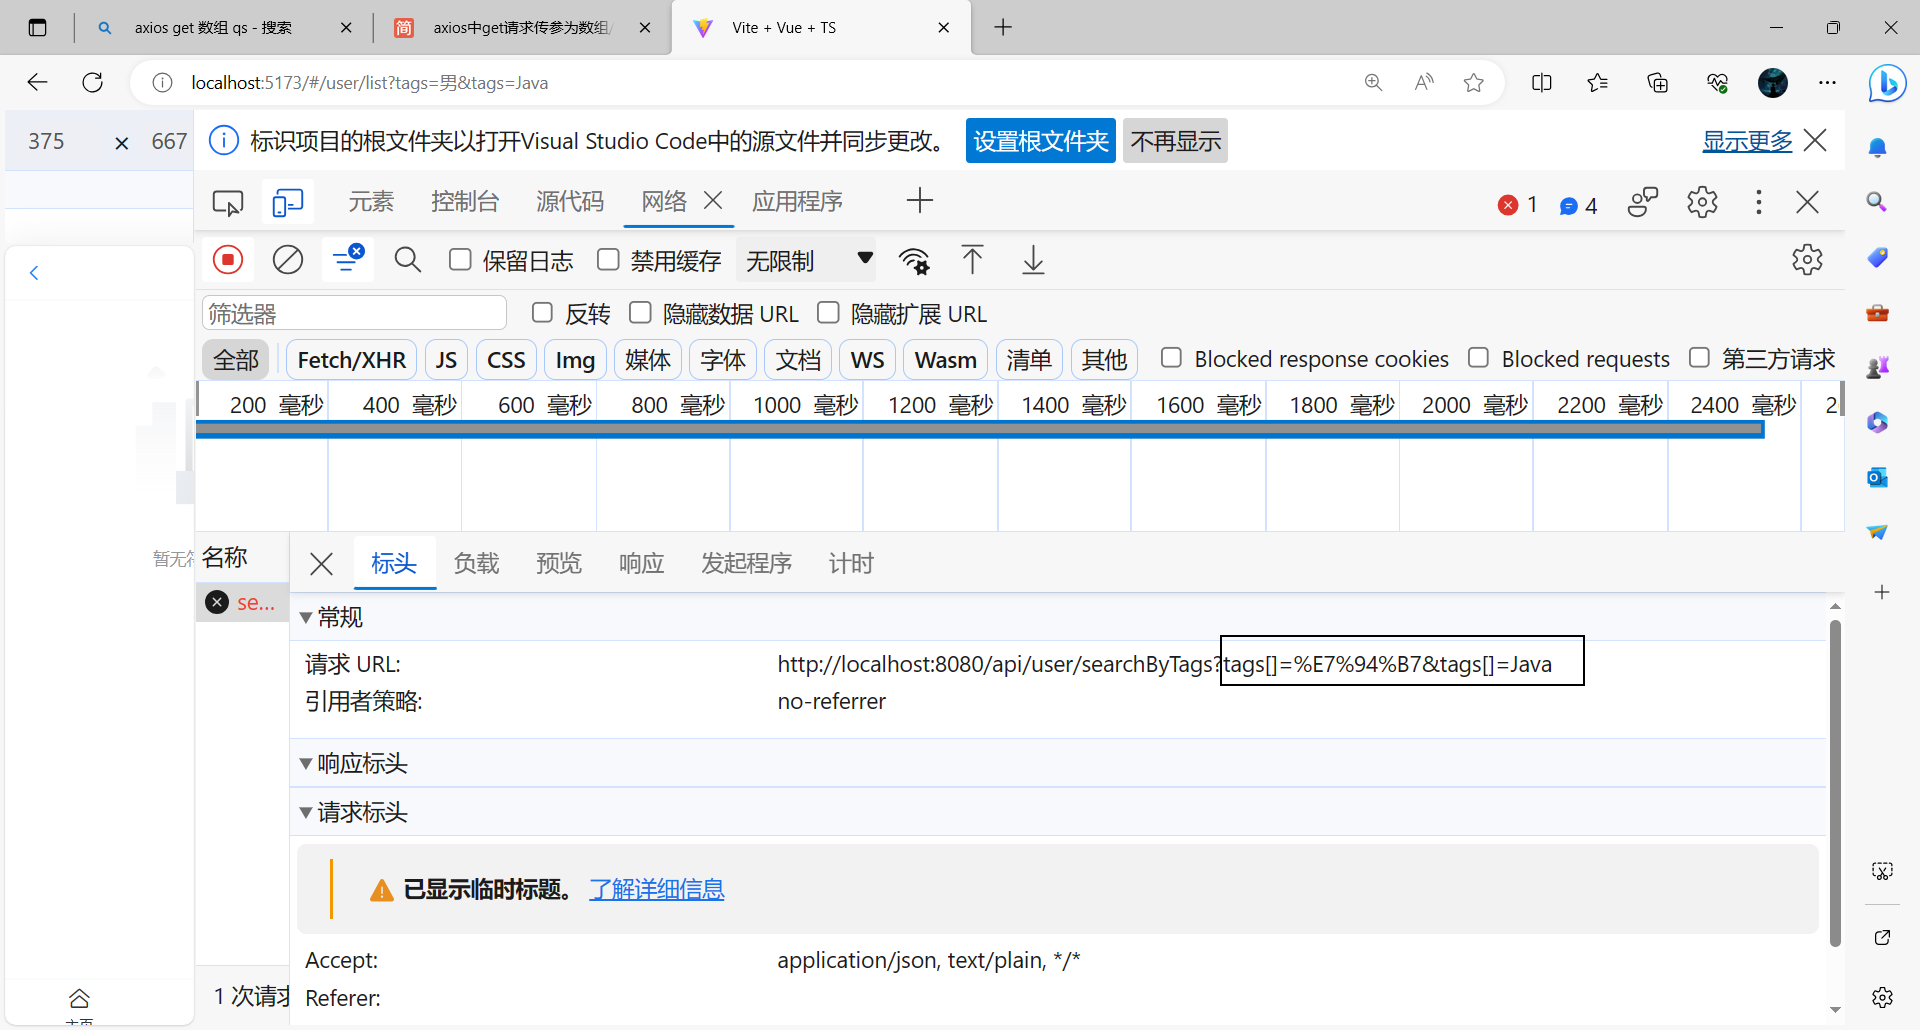 axios get 数组 qs - 搜索
简
axios中get请求传参为数组
Vite + Vue + TS
localhost:5173/#/user/list?tags=男&tags=Java
375 × 667
标识项目的根文件夹以打开Visual Studio Code中的源文件并同步更改。
设置根文件夹
不再显示
显示更多
元素 控制台 源代码 网络 应用程序
1 4
保留日志 禁用缓存 无限制
筛选器 反转 隐藏数据 URL 隐藏扩展 URL
全部 Fetch/XHR JS CSS Img 媒体 字体 文档 WS Wasm 清单 其他 Blocked response cookies Blocked requests 第三方请求
200 毫秒 400 毫秒 600 毫秒 800 毫秒 1000 毫秒 1200 毫秒 1400 毫秒 1600 毫秒 1800 毫秒 2000 毫秒 2200 毫秒 2400 毫秒 2
暂无
名称
标头 负载 预览 响应 发起程序 计时
se...
常规
请求 URL: http://localhost:8080/api/user/searchByTags?tags[]=%E7%94%B7&tags[]=Java
引用者策略: no-referrer
响应标头
请求标头
已显示临时标题。 了解详细信息
Accept: application/json, text/plain, */*
1 次请求
Referer: